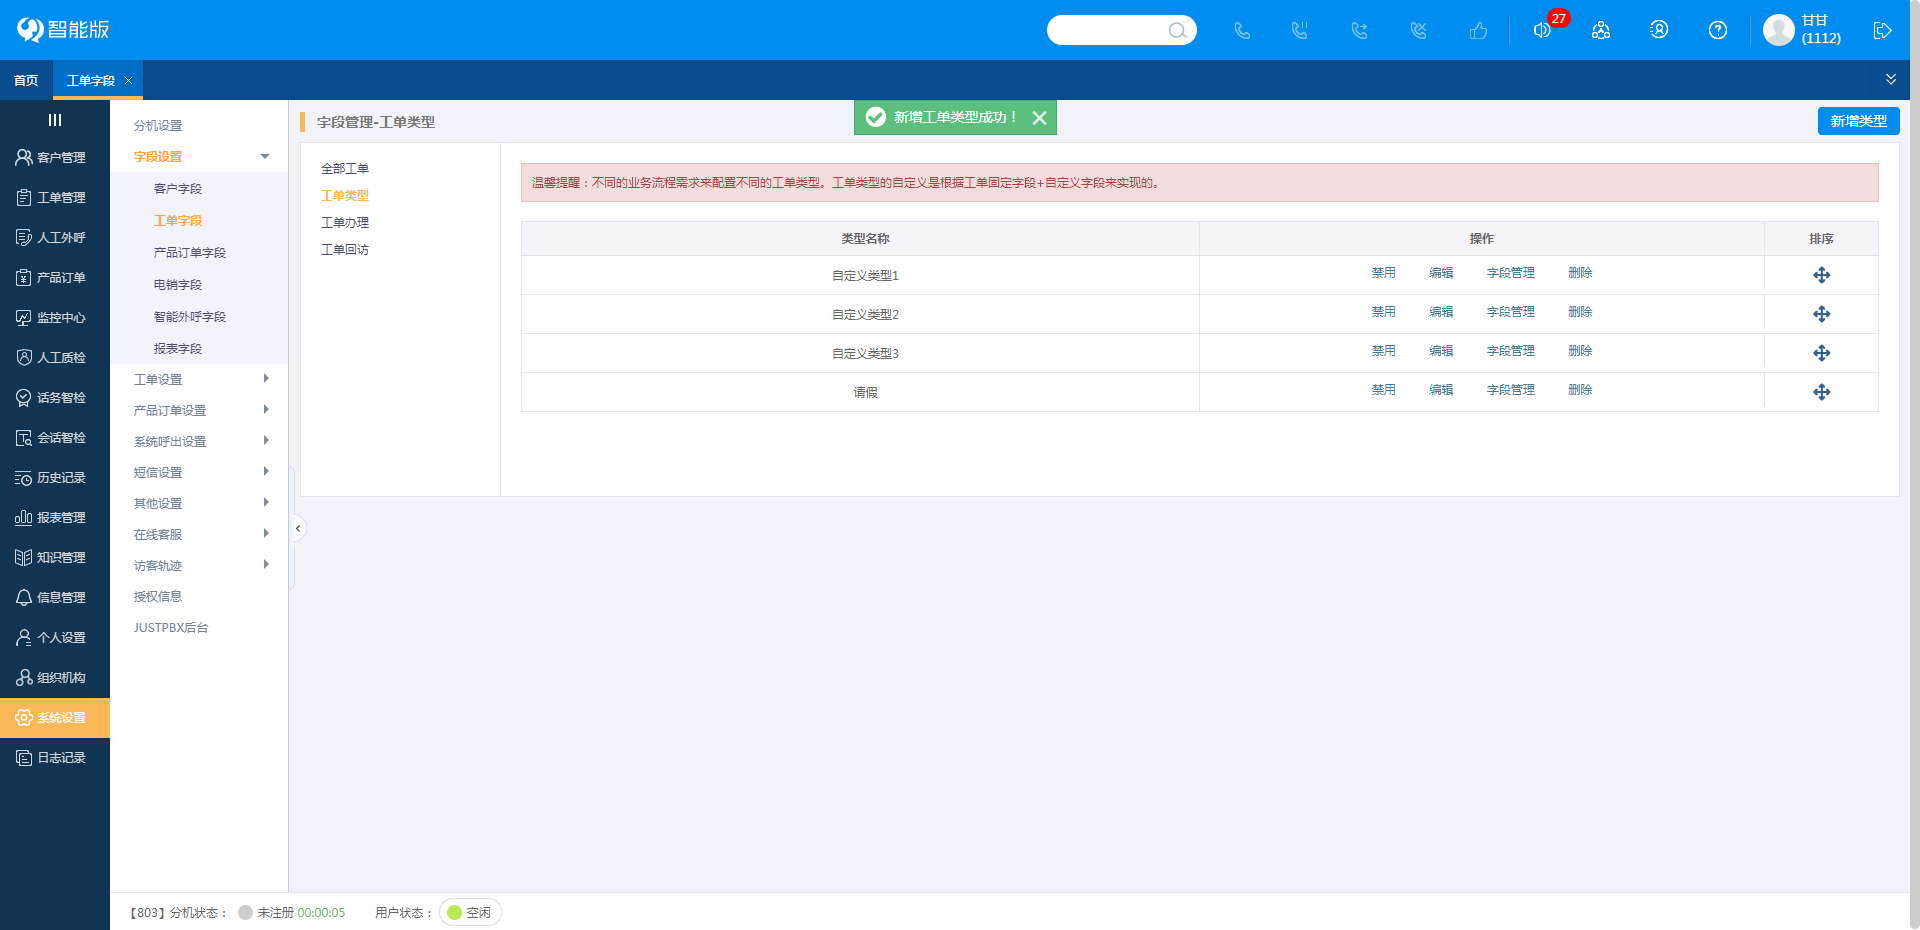 智能版
27
甘甘
(1112)
首页
工单字段
新增工单类型成功！
客户管理
工单管理
人工外呼
产品订单
监控中心
人工质检
话务智检
会话智检
历史记录
报表管理
知识管理
信息管理
个人设置
组织机构
系统设置
日志记录
分机设置
字段设置
客户字段
工单字段
产品订单字段
电销字段
智能外呼字段
报表字段
工单设置
产品订单设置
系统呼出设置
短信设置
其他设置
在线客服
访客轨迹
授权信息
JUSTPBX后台
字段管理-工单类型
新增类型
全部工单
工单类型
工单办理
工单回访
温馨提醒：不同的业务流程需求来配置不同的工单类型。工单类型的自定义是根据工单固定字段+自定义字段来实现的。
类型名称 操作 排序
自定义类型1 禁用 编辑 字段管理 删除
自定义类型2 禁用 编辑 字段管理 删除
自定义类型3 禁用 编辑 字段管理 删除
请假 禁用 编辑 字段管理 删除
【803】分机状态： 未注册 00:00:05 用户状态： 空闲